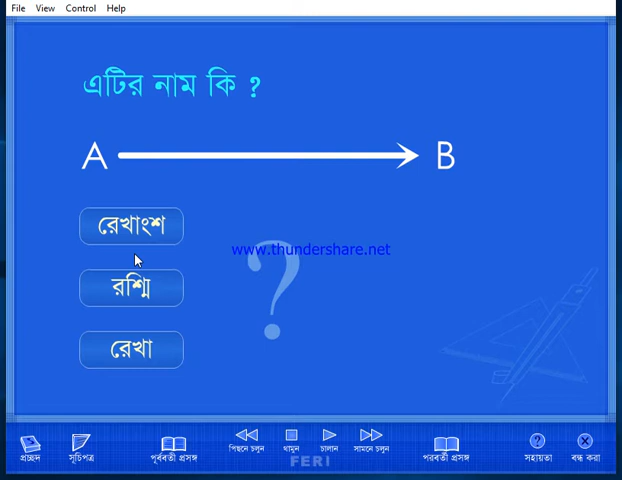 File View Control Help
এটির নাম কি ?
A B
রেখাংশ
www.thundershare.net
রশ্মি
রেখা
?
প্রচ্ছদ সূচিপত্র পূর্ববর্তী প্রসঙ্গ পিছনে চলুন থামুন চালান সামনে চলুন পরবর্তী প্রসঙ্গ সহায়তা বন্ধ করা
FERI